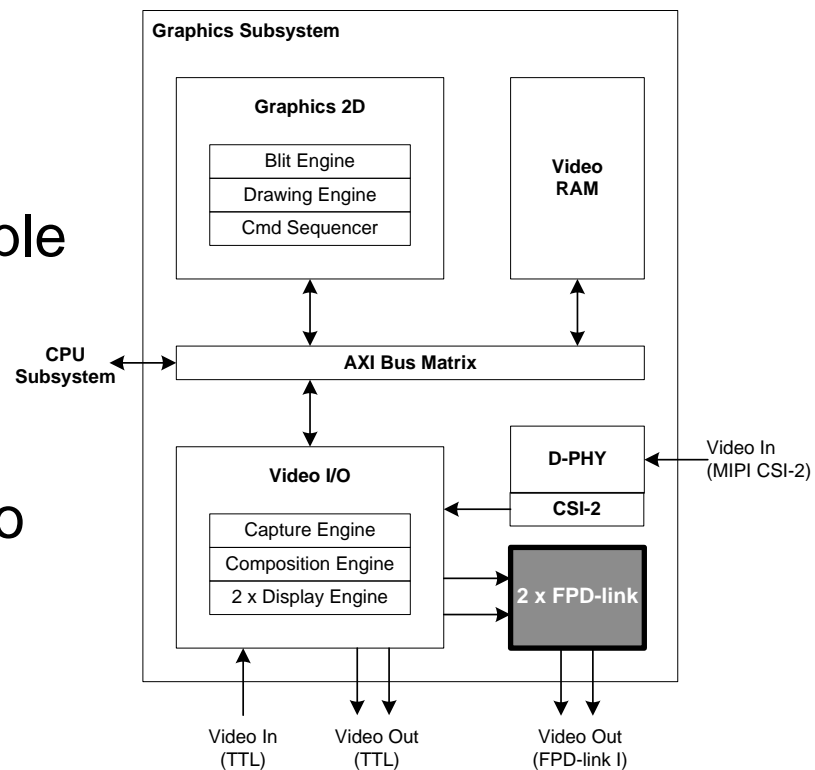 Graphics Subsystem
Graphics 2D
Blit Engine
Drawing Engine
Cmd Sequencer
Video
RAM
ble
CPU
Subsystem
AXI Bus Matrix
Video I/O
Capture Engine
Composition Engine
2 x Display Engine
D-PHY
CSI-2
Video In
(MIPI CSI-2)
o
2 x FPD-link
Video In
(TTL)
Video Out
(TTL)
Video Out
(FPD-link I)